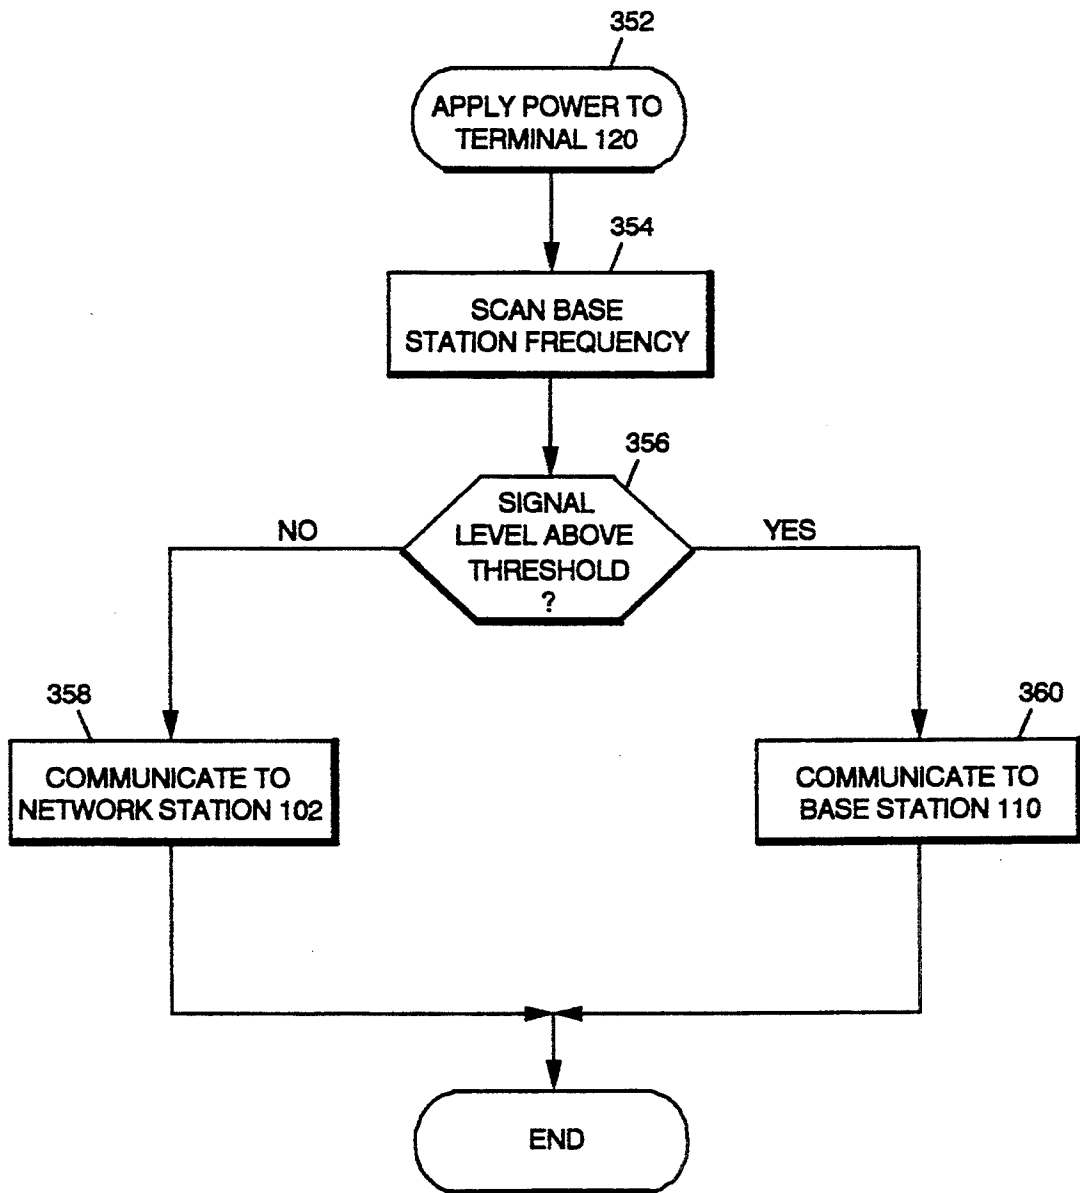 352
APPLY POWER TO
TERMINAL 120
354
SCAN BASE
STATION FREQUENCY
356
SIGNAL
LEVEL ABOVE
THRESHOLD
?
NO
YES
358
COMMUNICATE TO
NETWORK STATION 102
360
COMMUNICATE TO
BASE STATION 110
END